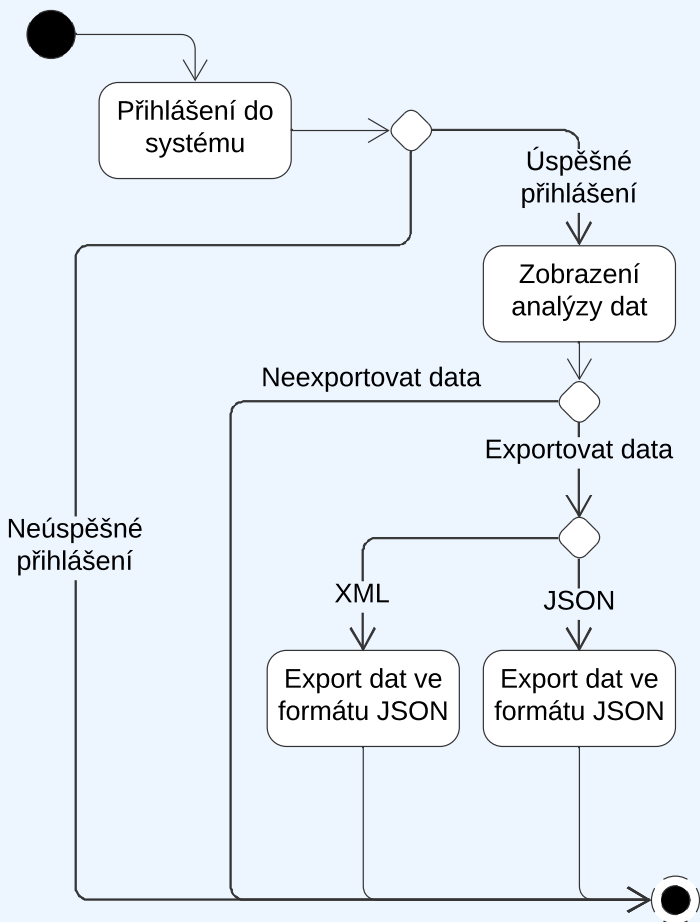 Přihlášení do
systému
Úspěšné
přihlášení
Zobrazení
analýzy dat
Neexportovat data
Exportovat data
Neúspěšné
přihlášení
XML
JSON
Export dat ve
formátu JSON
Export dat ve
formátu JSON